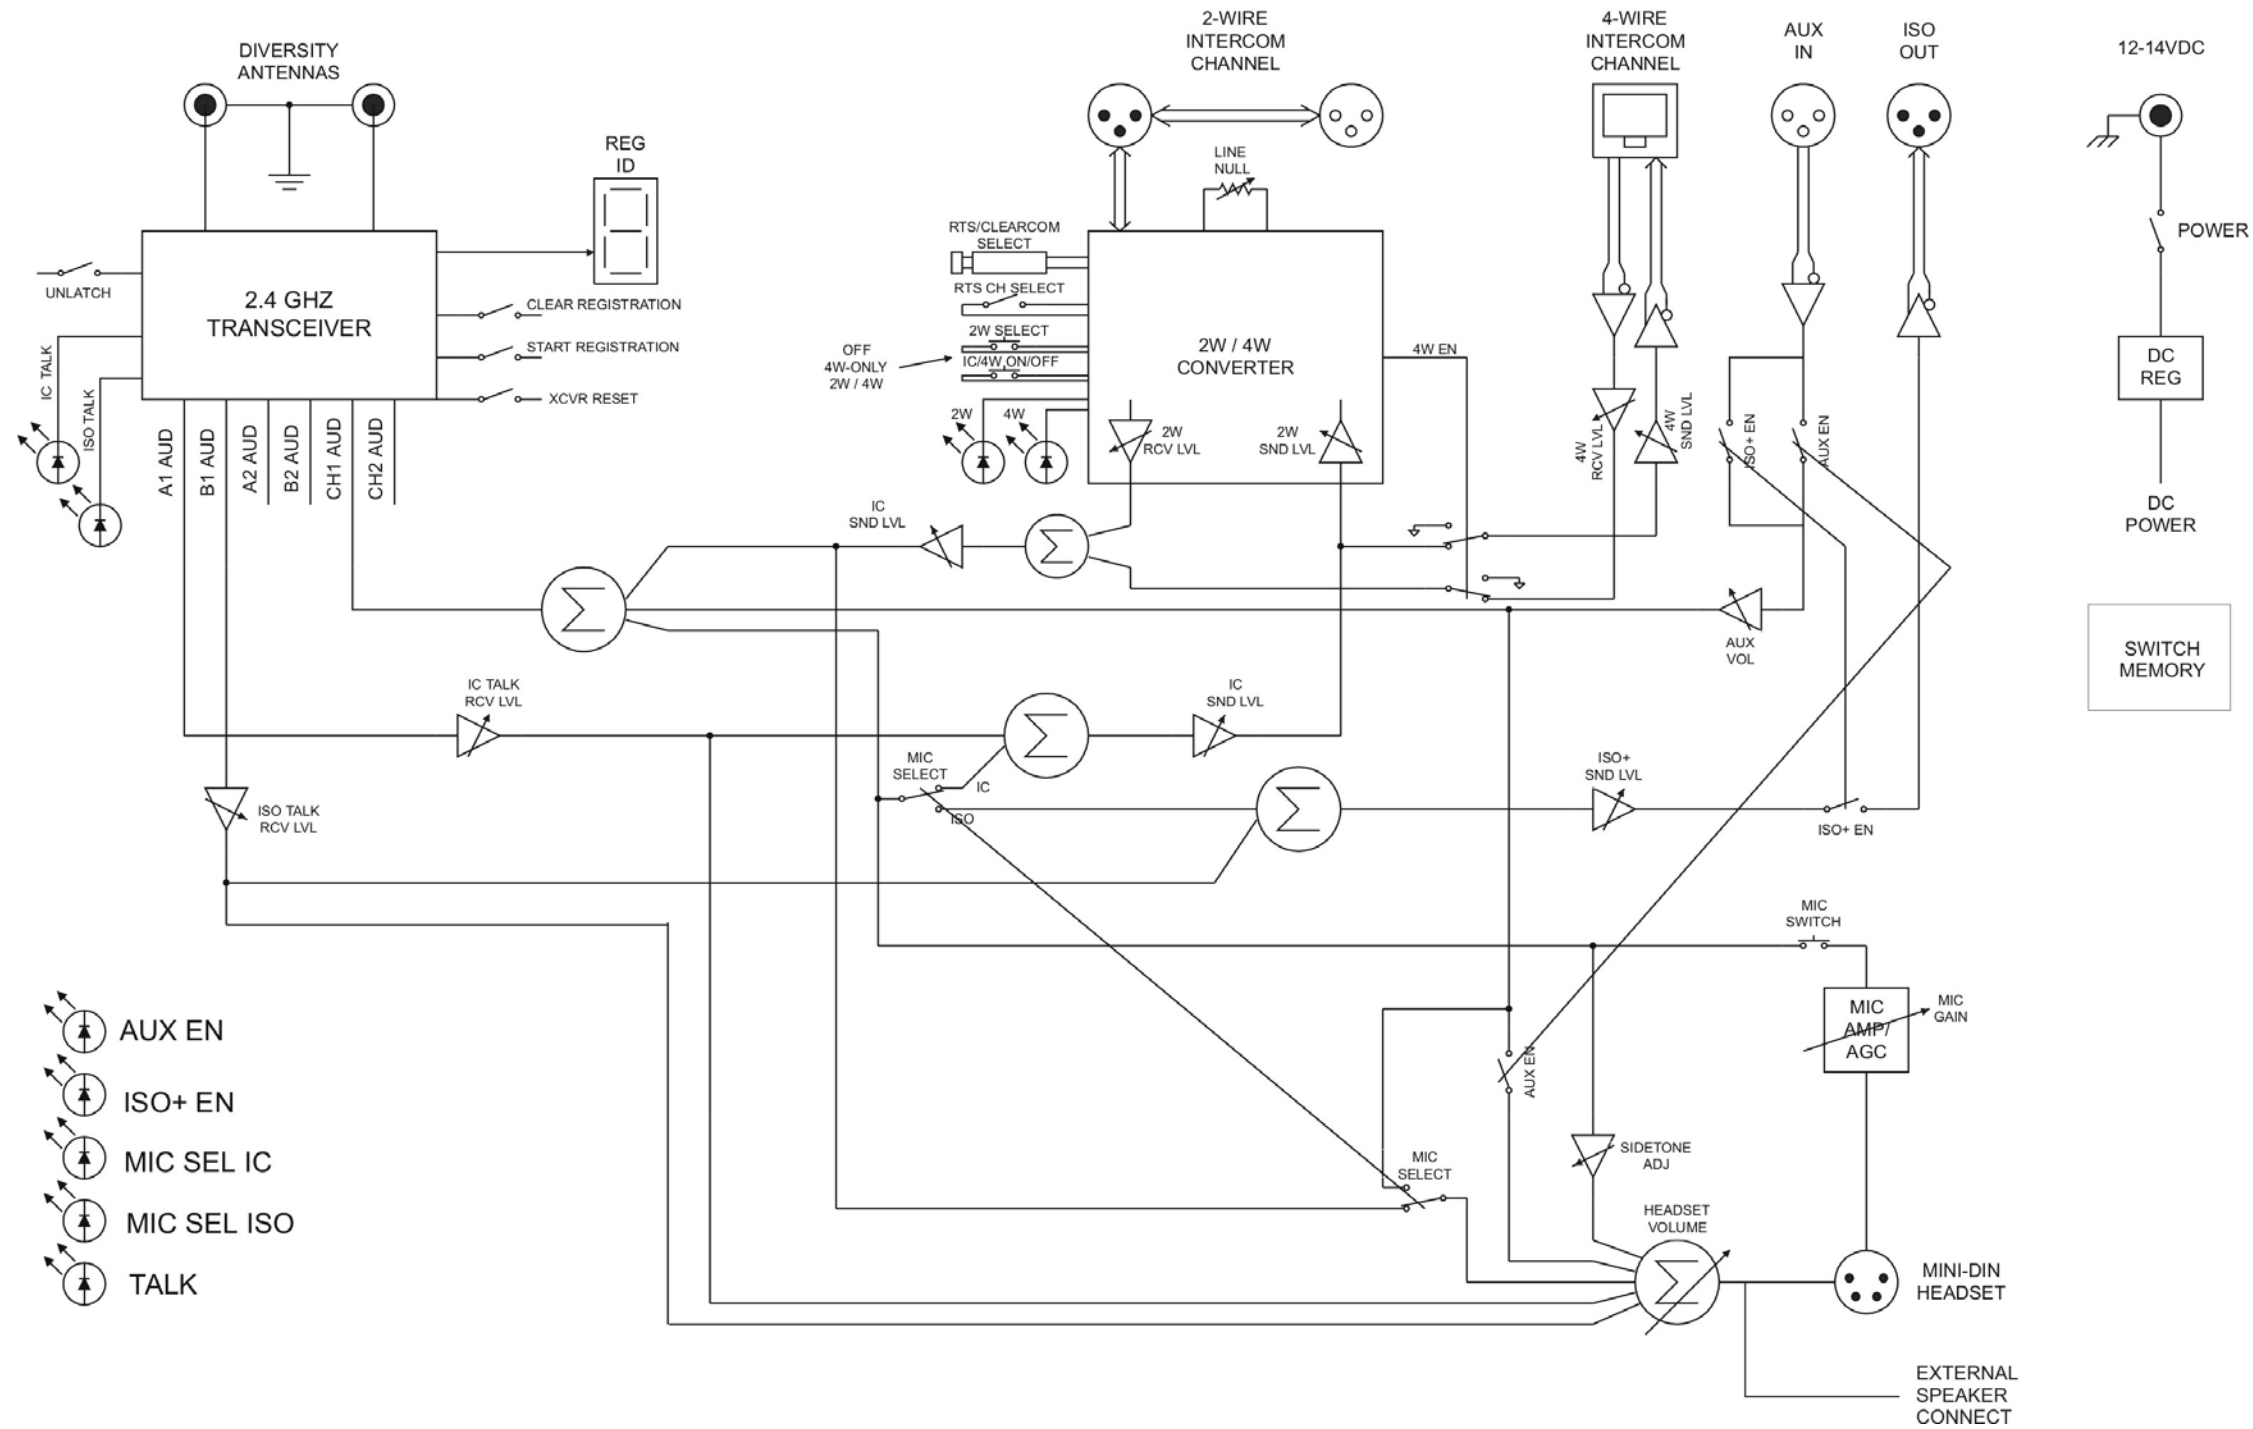 DIVERSITY
ANTENNAS
2-WIRE
INTERCOM
CHANNEL
4-WIRE
INTERCOM
CHANNEL
AUX
IN
ISO
OUT
12-14VDC
REG
ID
LINE
NULL
POWER
UNLATCH
2.4 GHZ
TRANSCEIVER
CLEAR REGISTRATION
START REGISTRATION
XCVR RESET
IC TALK
ISO TALK
A1 AUD
B1 AUD
A2 AUD
B2 AUD
CH1 AUD
CH2 AUD
RTS/CLEARCOM
SELECT
RTS CH SELECT
2W SELECT
IC/4W ON/OFF
OFF
4W-ONLY
2W / 4W
2W
4W
2W / 4W
CONVERTER
2W
RCV LVL
2W
SND LVL
4W EN
4W
RCV LVL
4W
SND LVL
ISO+ EN
AUX EN
DC
REG
DC
POWER
IC
SND LVL
AUX
VOL
SWITCH
MEMORY
IC TALK
RCV LVL
IC
SND LVL
MIC
SELECT
IC
ISO
ISO+
SND LVL
ISO+ EN
ISO TALK
RCV LVL
MIC
SWITCH
MIC
AMP/
AGC
MIC
GAIN
AUX EN
SIDETONE
ADJ
MIC
SELECT
HEADSET
VOLUME
MINI-DIN
HEADSET
EXTERNAL
SPEAKER
CONNECT
AUX EN
ISO+ EN
MIC SEL IC
MIC SEL ISO
TALK